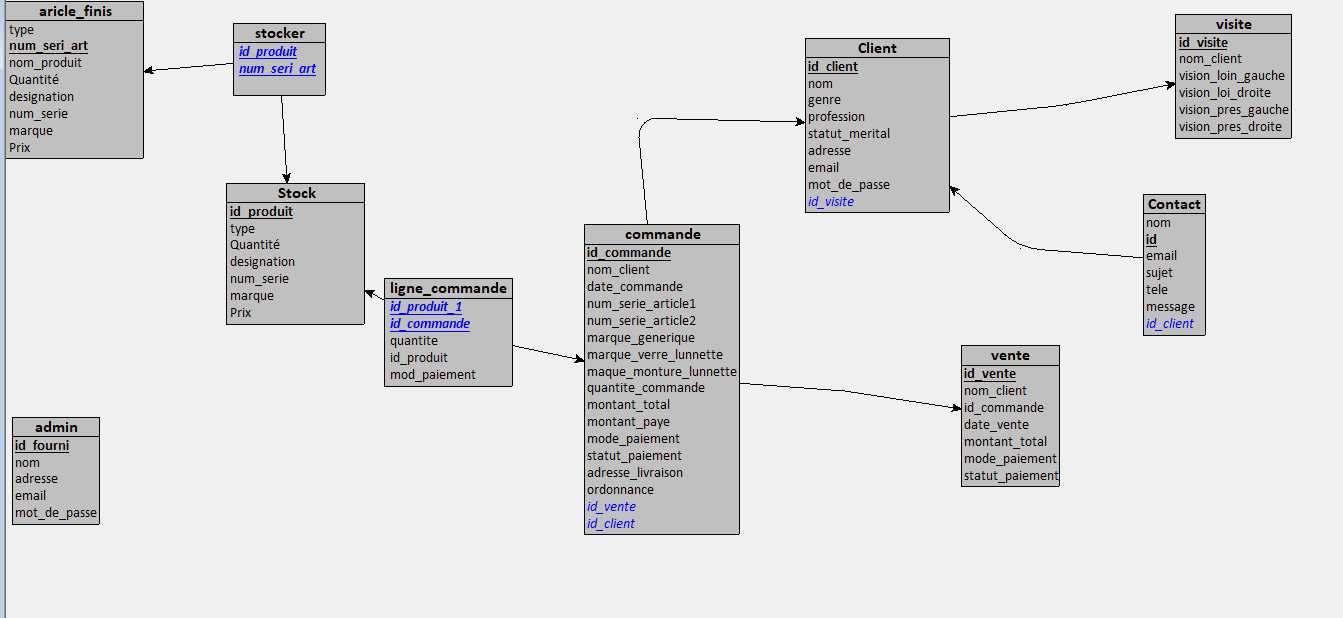 aricle_finis
type
num_seri_art
nom_produit
Quantité
designation
num_serie
marque
Prix
stocker
id_produit
num_seri_art
Stock
id_produit
type
Quantité
designation
num_serie
marque
Prix
ligne_commande
id_produit_1
id_commande
quantite
id_produit
mod_paiement
admin
id_fourni
nom
adresse
email
mot_de_passe
commande
id_commande
nom_client
date_commande
num_serie_article1
num_serie_article2
marque_generique
marque_verre_lunnette
maque_monture_lunnette
quantite_commande
montant_total
montant_paye
mode_paiement
statut_paiement
adresse_livraison
ordonnance
id_vente
id_client
Client
id_client
nom
genre
profession
statut_merital
adresse
email
mot_de_passe
id_visite
visite
id_visite
nom_client
vision_loin_gauche
vision_loi_droite
vision_pres_gauche
vision_pres_droite
Contact
nom
id
email
sujet
tele
message
id_client
vente
id_vente
nom_client
id_commande
date_vente
montant_total
mode_paiement
statut_paiement